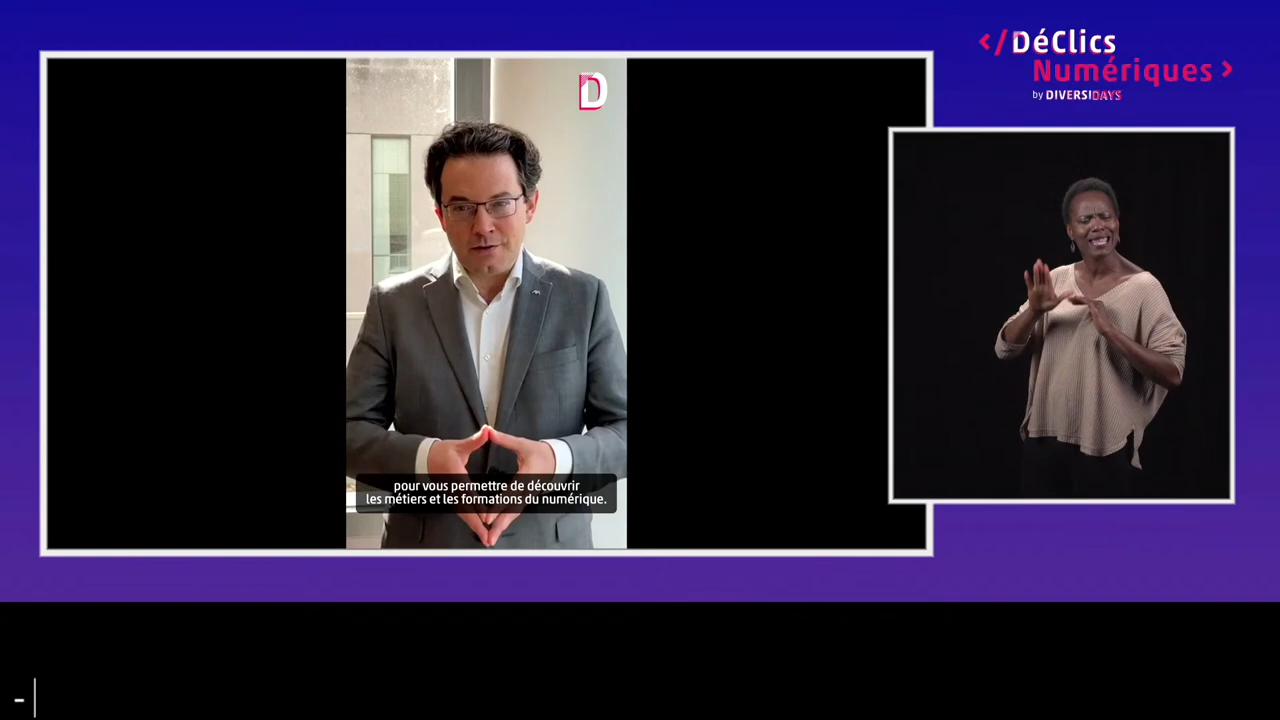 </DéClics
Numériques>
by DIVERSIDAYS
D
pour vous permettre de découvrir
les métiers et les formations du numérique.
-